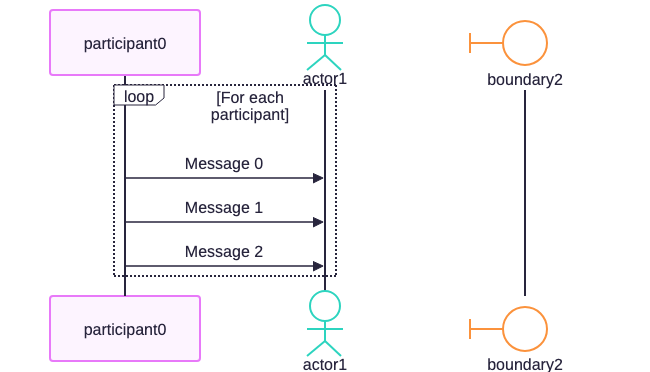 participant0
actor1
boundary2
loop
[For each
participant]
Message 0
Message 1
Message 2
participant0
actor1
boundary2